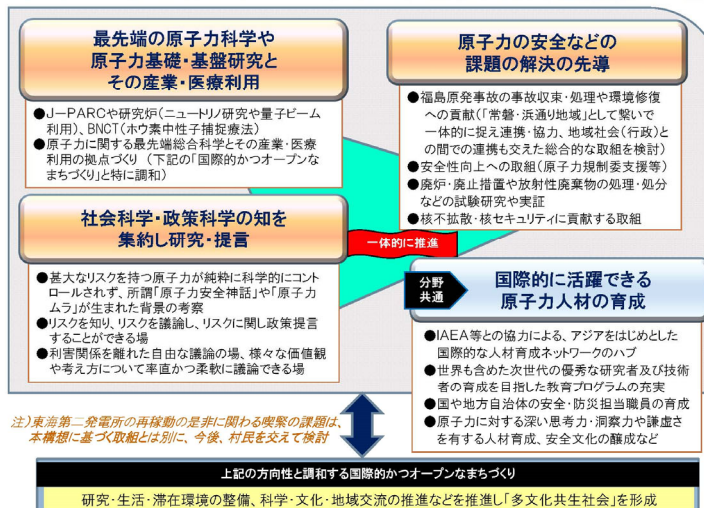 最先端の原子力科学や
原子力基礎・基盤研究と
その産業・医療利用
●J－PARCや研究炉(ニュートリノ研究や量子ビーム
利用)、BNCT(ホウ素中性子捕捉療法)
●原子力に関する最先端総合科学とその産業・医療
利用の拠点づくり (下記の「国際的かつオープンな
まちづくり」と特に調和)
原子力の安全などの
課題の解決の先導
●福島原発事故の事故収束・処理や環境修復
への貢献(「常磐・浜通り地域」として繋いで
一体的に捉え連携・協力、地域社会(行政)と
の間での連携も交えた総合的な取組を検討)
●安全性向上への取組(原子力規制委支援等)
●廃炉・廃止措置や放射性廃棄物の処理・処分
などの試験研究や実証
●核不拡散・核セキュリティに貢献する取組
社会科学・政策科学の知を
集約し研究・提言
●甚大なリスクを持つ原子力が純粋に科学的にコント
ロールされず、所謂「原子力安全神話」や「原子力
ムラ」が生まれた背景の考察
●リスクを知り、リスクを議論し、リスクに関し政策提言
することができる場
●利害関係を離れた自由な議論の場、様々な価値観
や考え方について率直かつ柔軟に議論できる場
一体的に推進
分野
共通
国際的に活躍できる
原子力人材の育成
●IAEA等との協力による、アジアをはじめとした
国際的な人材育成ネットワークのハブ
●世界も含めた次世代の優秀な研究者及び技術
者の育成を目指した教育プログラムの充実
●国や地方自治体の安全・防災担当職員の育成
●原子力に対する深い思考力・洞察力や謙虚さ
を有する人材育成、安全文化の醸成など
注)東海第二発電所の再稼動の是非に関わる喫緊の課題は、
本構想に基づく取組とは別に、今後、村民を交えて検討
上記の方向性と調和する国際的かつオープンなまちづくり
研究・生活・滞在環境の整備、科学・文化・地域交流の推進などを推進し「多文化共生社会」を形成